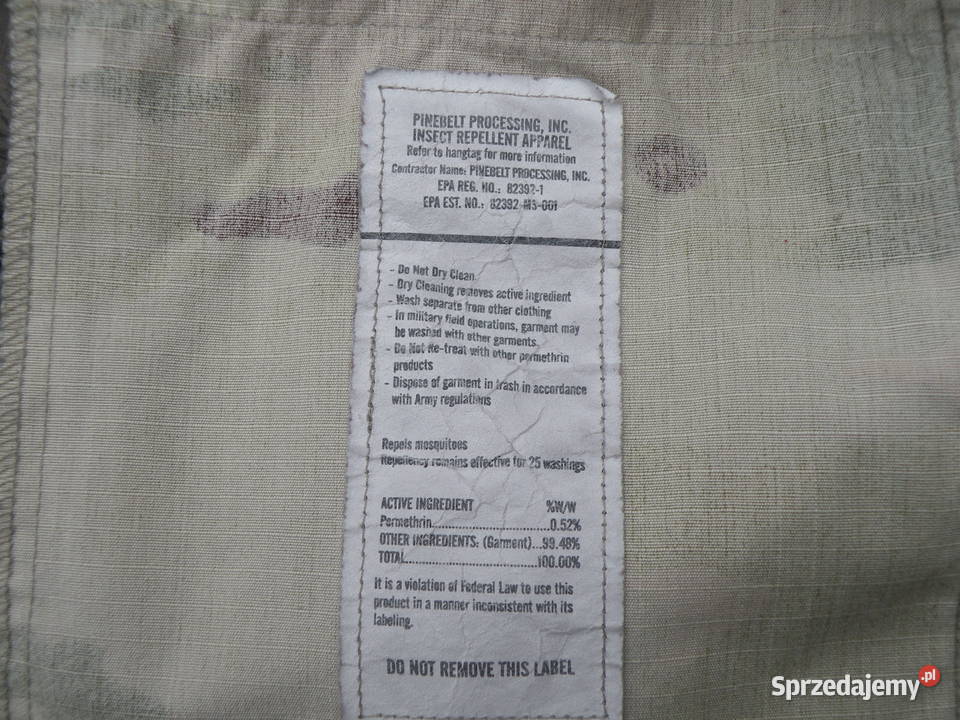 PINEBELT PROCESSING, INC.
INSECT REPELLENT APPAREL
Refer to hangtag for more information
Contractor Name: PINEBELT PROCESSING, INC.
EPA REG. NO.: 82392-1
EPA EST. NO.: 82392-MS-001
- Do Not Dry Clean.
- Dry Cleaning removes active ingredient
- Wash separate from other clothing
- In military field operations, garment may
be washed with other garments.
- Do Not Re-treat with other permethrin
products
- Dispose of garment in trash in accordance
with Army regulations
Repels mosquitoes
Repellency remains effective for 25 washings
ACTIVE INGREDIENT %W/W
Permethrin..............................0.52%
OTHER INGREDIENTS: (Garment)...99.48%
TOTAL.................................100.00%
It is a violation of Federal Law to use this
product in a manner inconsistent with its
labeling.
DO NOT REMOVE THIS LABEL
Sprzedajemy.pl